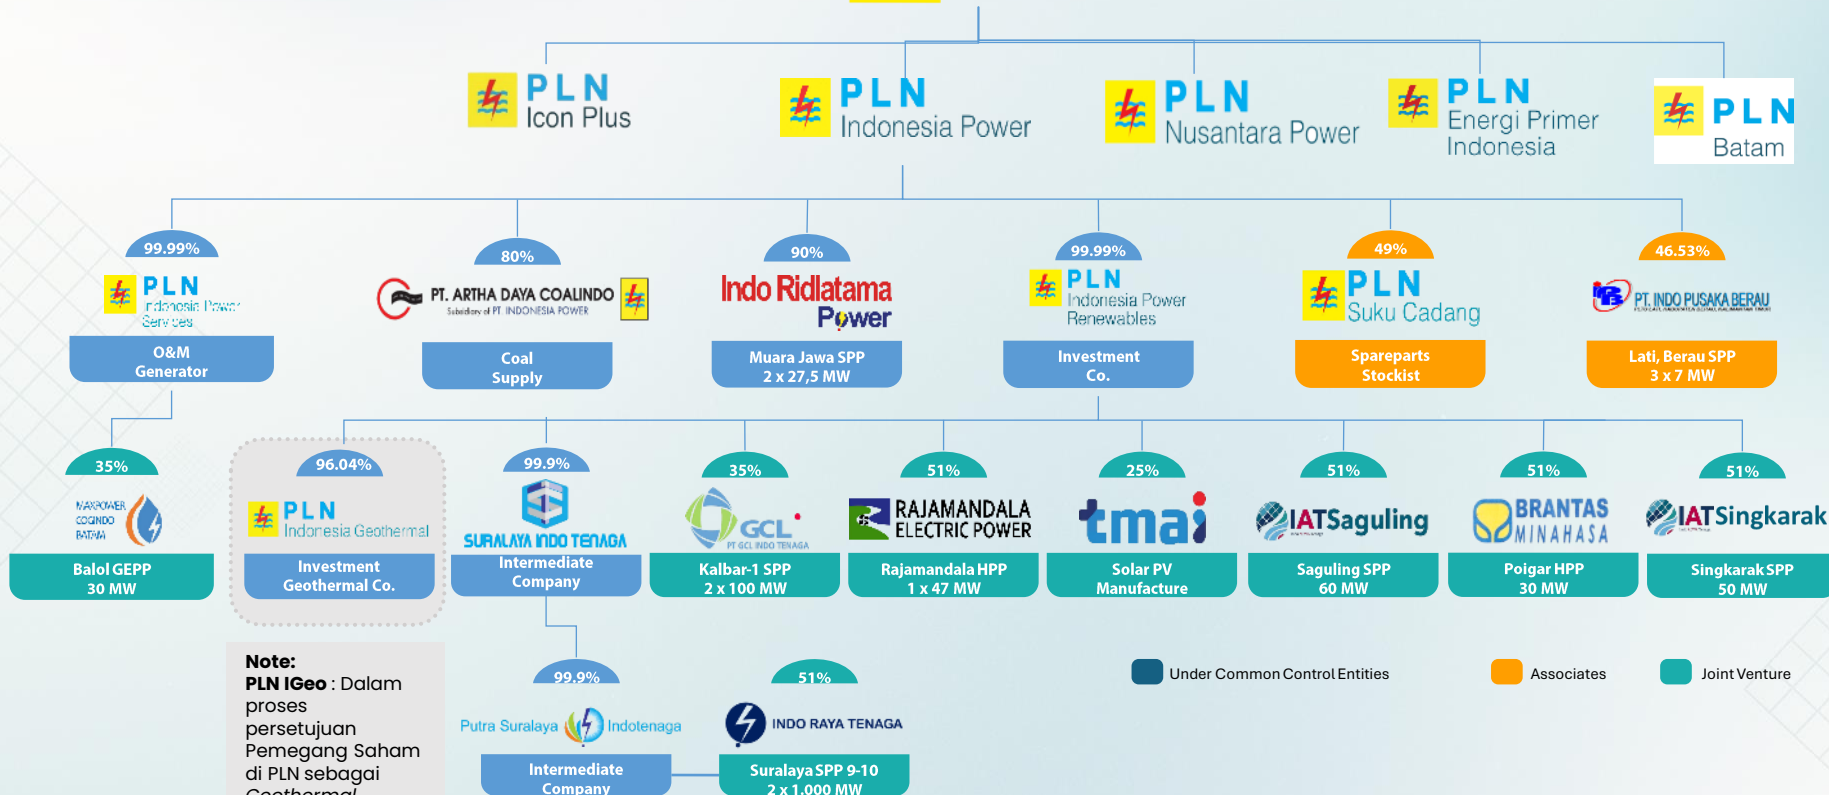 PLN
Icon Plus
PLN
Indonesia Power
PLN
Nusantara Power
PLN
Energi Primer
Indonesia
PLN
Batam
99.99%
PLN
Indonesia Power
Services
O&M
Generator
80%
PT. ARTHA DAYA COALINDO
Subsidiary of PT INDONESIA POWER
Coal
Supply
90%
Indo Ridlatama
Power
Muara Jawa SPP
2 x 27,5 MW
99.99%
PLN
Indonesia Power
Renewables
Investment
Co.
49%
PLN
Suku Cadang
Spareparts
Stockist
46.53%
PT. INDO PUSAKA BERAU
Lati, Berau SPP
3 x 7 MW
35%
MAXPOWER
COGINDO
BATAM
Balol GEPP
30 MW
96.04%
PLN
Indonesia Geothermal
Investment
Geothermal Co.
99.9%
SURALAYA INDO TENAGA
Intermediate
Company
35%
GCL
PT GCL INDO TENAGA
Kalbar-1 SPP
2 x 100 MW
51%
RAJAMANDALA
ELECTRIC POWER
Rajamandala HPP
1 x 47 MW
25%
tmai
Solar PV
Manufacture
51%
IATSaguling
Saguling SPP
60 MW
51%
BRANTAS
MINAHASA
Poigar HPP
30 MW
51%
IATSingkarak
Singkarak SPP
50 MW
Note:
PLN IGeo : Dalam
proses
persetujuan
Pemegang Saham
di PLN sebagai
Geothermal
99.9%
Putra Suralaya Indotenaga
Intermediate
Company
51%
INDO RAYA TENAGA
Suralaya SPP 9-10
2 x 1.000 MW
Under Common Control Entities
Associates
Joint Venture